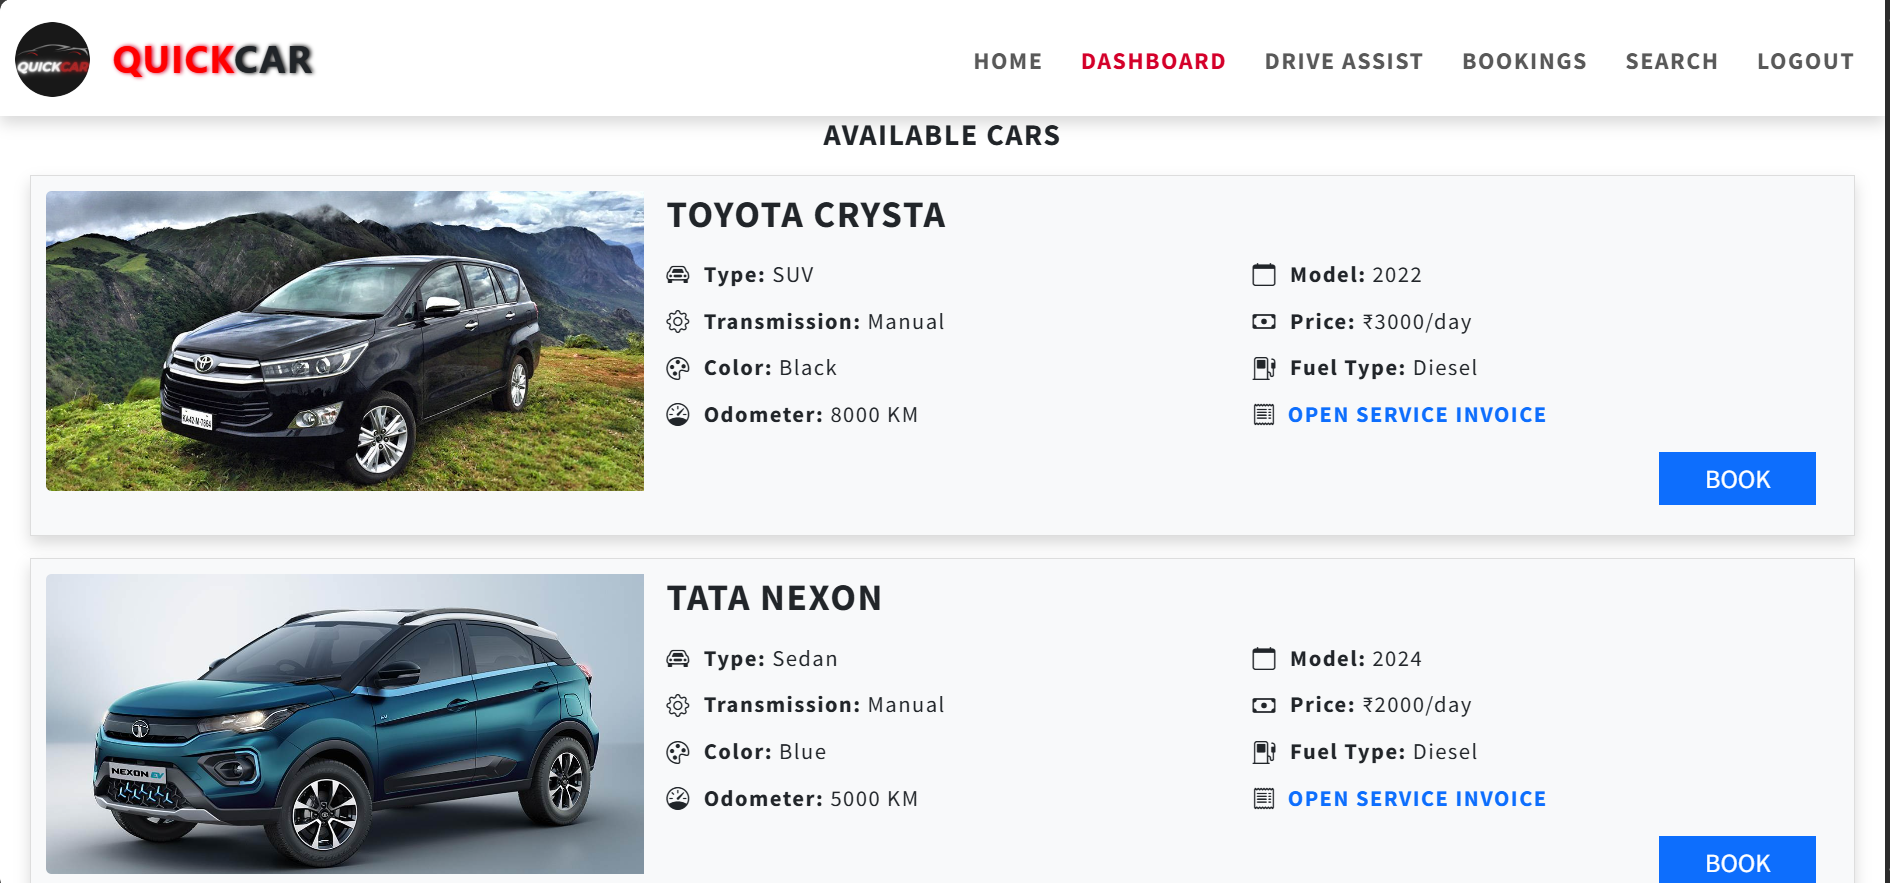 QUICKCAR QUICKCAR HOME DASHBOARD DRIVE ASSIST BOOKINGS SEARCH LOGOUT
AVAILABLE CARS
TOYOTA CRYSTA
Type: SUV Model: 2022
Transmission: Manual Price: ₹3000/day
Color: Black Fuel Type: Diesel
Odometer: 8000 KM OPEN SERVICE INVOICE
BOOK
TATA NEXON
Type: Sedan Model: 2024
Transmission: Manual Price: ₹2000/day
Color: Blue Fuel Type: Diesel
NEXON EV
Odometer: 5000 KM OPEN SERVICE INVOICE
BOOK